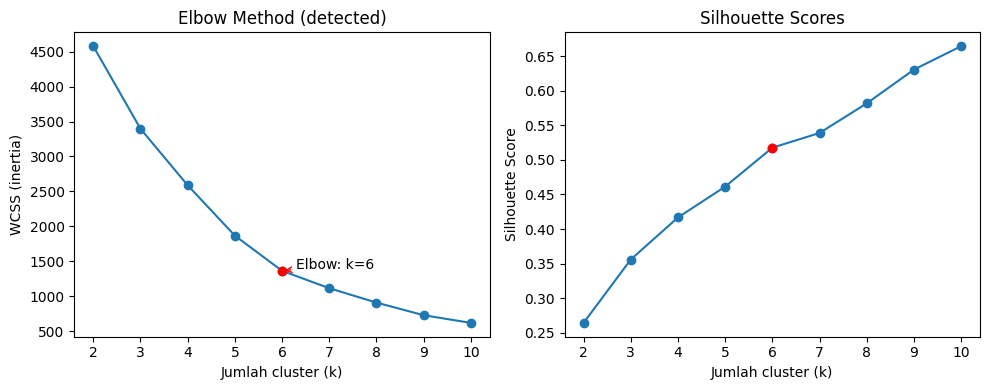 Elbow Method (detected)
4500
4000
3500
3000
2500
2000
1500
1000
500
WCSS (inertia)
Elbow: k=6
2 3 4 5 6 7 8 9 10
Jumlah cluster (k)
Silhouette Scores
0.65
0.60
0.55
0.50
0.45
0.40
0.35
0.30
0.25
Silhouette Score
2 3 4 5 6 7 8 9 10
Jumlah cluster (k)